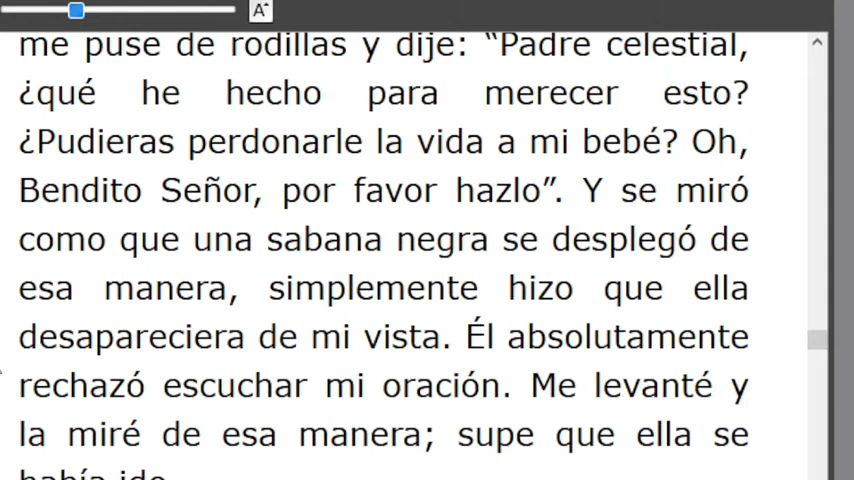 A
me puse de rodillas y dije: “Padre celestial,
¿qué he hecho para merecer esto?
¿Pudieras perdonarle la vida a mi bebé? Oh,
Bendito Señor, por favor hazlo”. Y se miró
como que una sabana negra se desplegó de
esa manera, simplemente hizo que ella
desapareciera de mi vista. Él absolutamente
rechazó escuchar mi oración. Me levanté y
la miré de esa manera; supe que ella se
había ido.